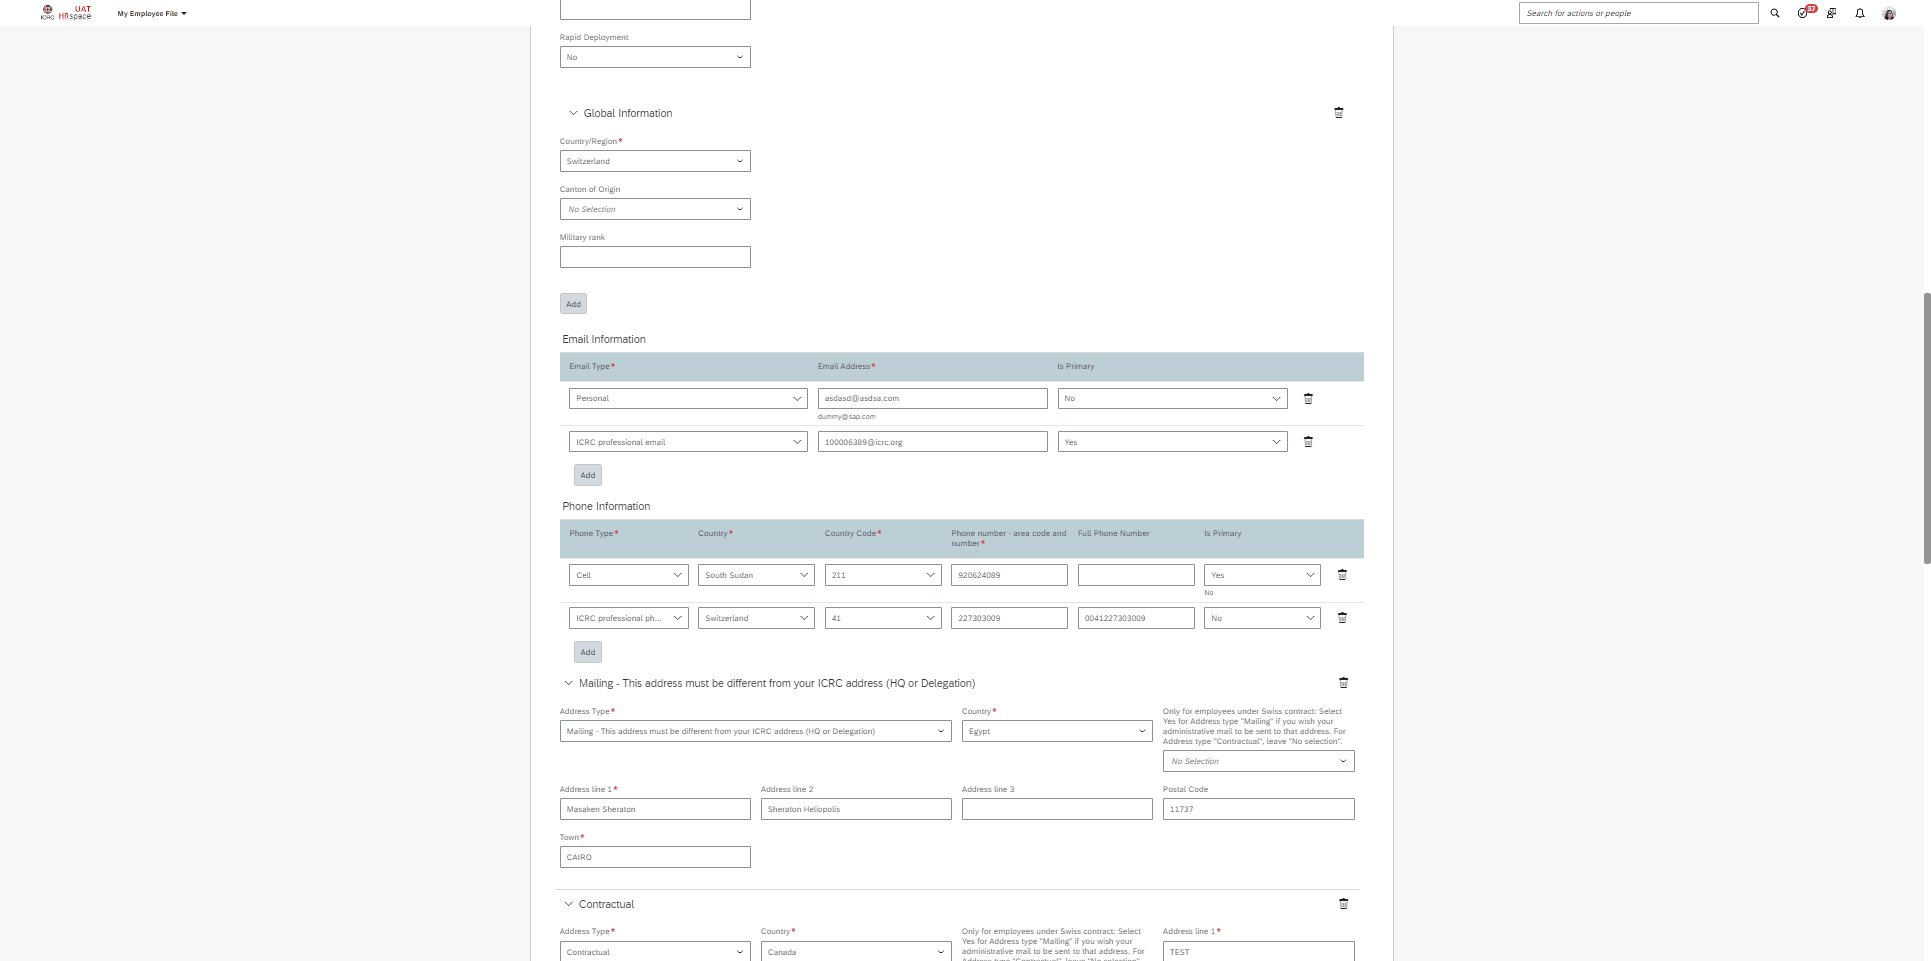 ICRC
UAT
HRspace
My Employee File
Search for actions or people
37
Rapid Deployment
No
Global Information
Country/Region*
Switzerland
Canton of Origin
No Selection
Military rank
Add
Email Information
Email Type* Email Address* Is Primary
Personal asdasd@asdsa.com No
dummy@sap.com
ICRC professional email 100006389@icrc.org Yes
Add
Phone Information
Phone Type* Country* Country Code* Phone number - area code and number* Full Phone Number Is Primary
Cell South Sudan 211 920624089 Yes
No
ICRC professional ph... Switzerland 41 227303009 0041227303009 No
Add
Mailing - This address must be different from your ICRC address (HQ or Delegation)
Address Type* Country*
Only for employees under Swiss contract: Select
Yes for Address type "Mailing" if you wish your
administrative mail to be sent to that address. For
Address type "Contractual", leave "No selection".
Mailing - This address must be different from your ICRC address (HQ or Delegation) Egypt
No Selection
Address line 1* Address line 2 Address line 3 Postal Code
Masaken Sheraton Sheraton Heliopolis 11737
Town*
CAIRO
Contractual
Address Type* Country*
Only for employees under Swiss contract: Select
Yes for Address type "Mailing" if you wish your
administrative mail to be sent to that address. For
Address type "Contractual", leave "No selection".
Address line 1*
Contractual Canada TEST